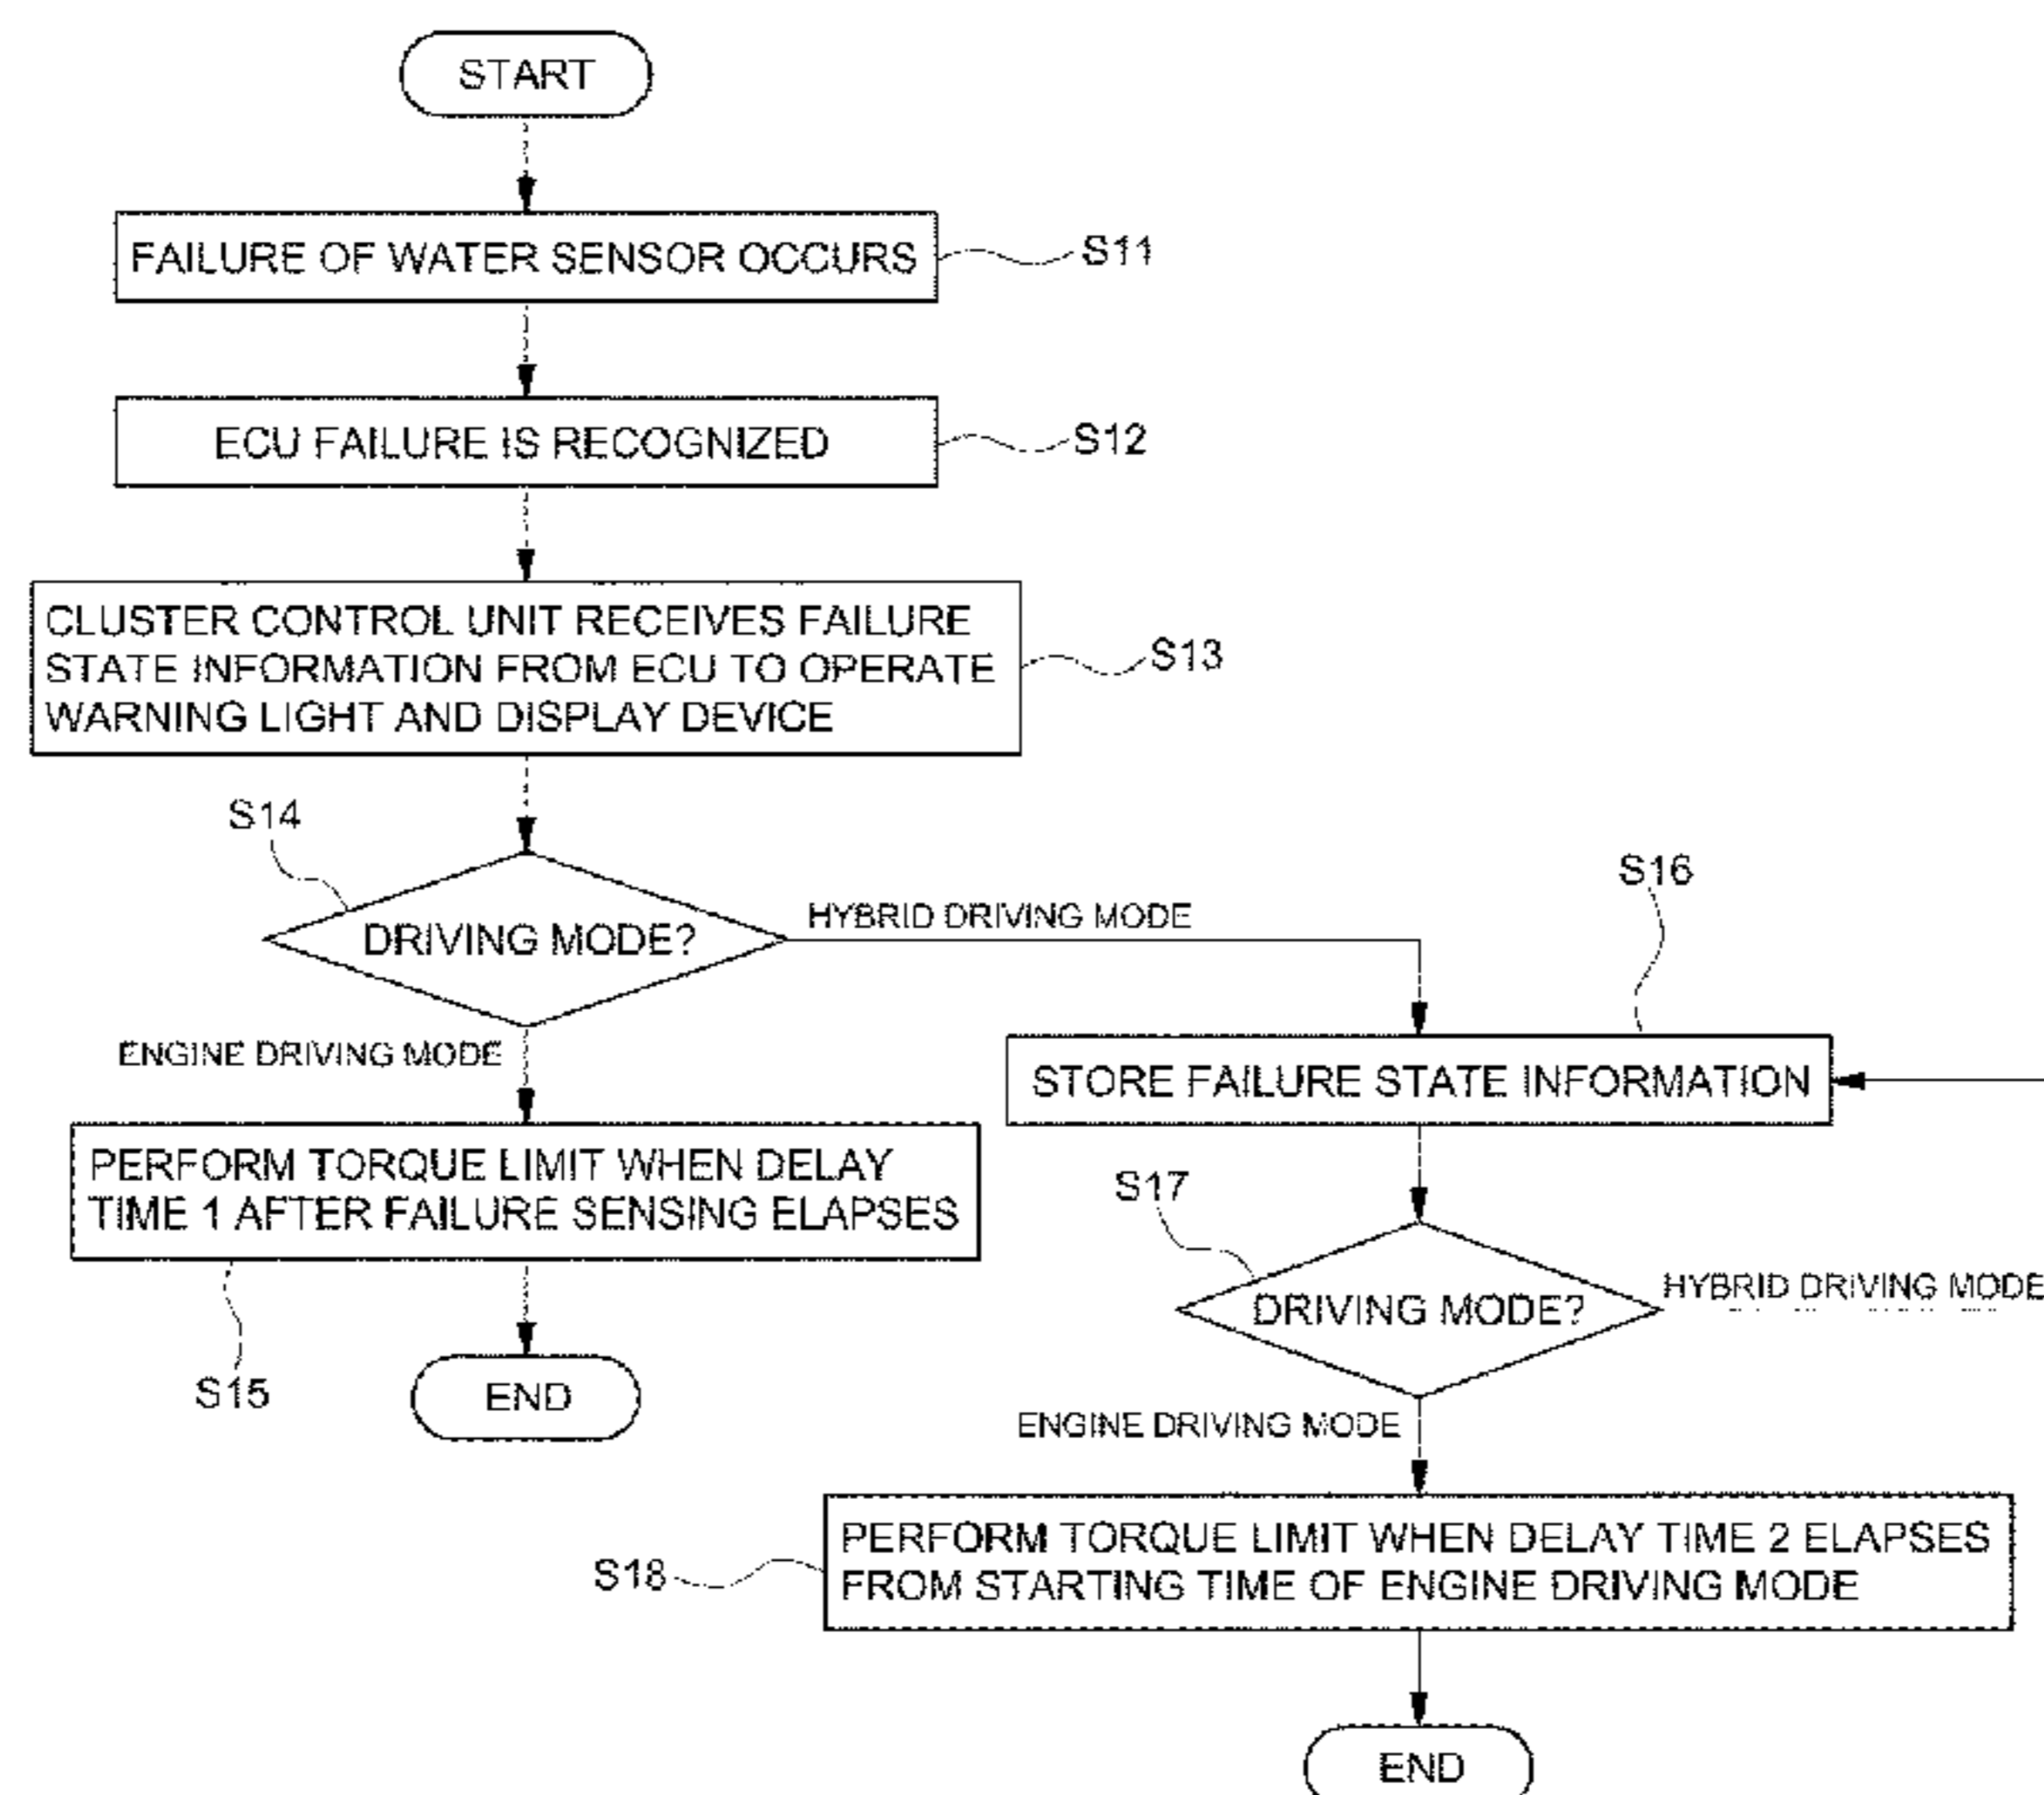 START
FAILURE OF WATER SENSOR OCCURS
S11
ECU FAILURE IS RECOGNIZED
S12
CLUSTER CONTROL UNIT RECEIVES FAILURE
STATE INFORMATION FROM ECU TO OPERATE
WARNING LIGHT AND DISPLAY DEVICE
S13
S14
DRIVING MODE?
HYBRID DRIVING MODE
S16
ENGINE DRIVING MODE
STORE FAILURE STATE INFORMATION
PERFORM TORQUE LIMIT WHEN DELAY
TIME 1 AFTER FAILURE SENSING ELAPSES
S15
END
S17
DRIVING MODE?
HYBRID DRIVING MODE
ENGINE DRIVING MODE
PERFORM TORQUE LIMIT WHEN DELAY TIME 2 ELAPSES
FROM STARTING TIME OF ENGINE DRIVING MODE
S18
END